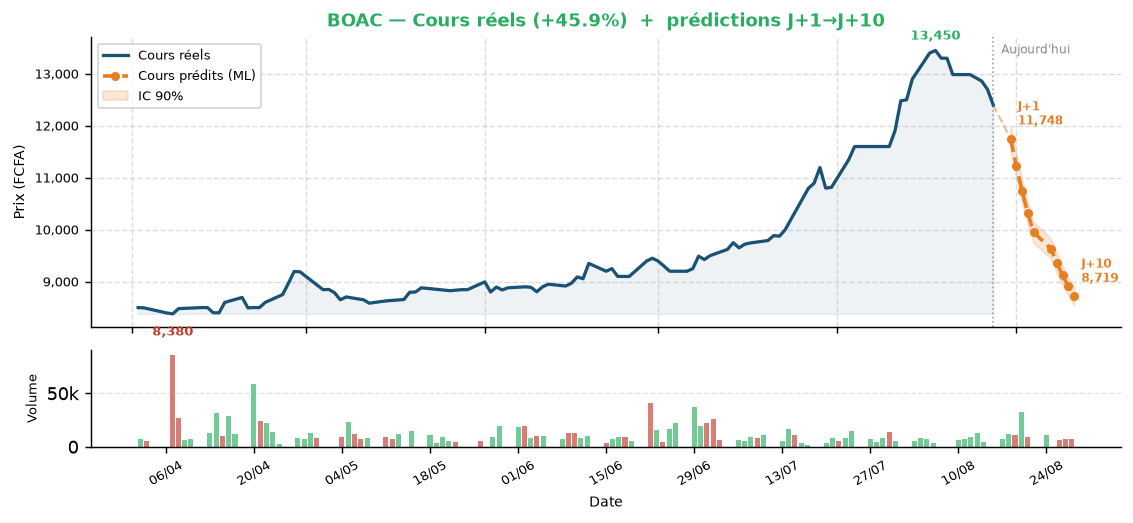 BOAC — Cours réels (+45.9%)  +  prédictions J+1→J+10
13,450
Aujourd'hui
Cours réels
Cours prédits (ML)
IC 90%
J+1
11,748
J+10
8,719
8,380
Prix (FCFA)
13,000
12,000
11,000
10,000
9,000
Volume
50k
0
06/04
20/04
04/05
18/05
01/06
15/06
29/06
13/07
27/07
10/08
24/08
Date